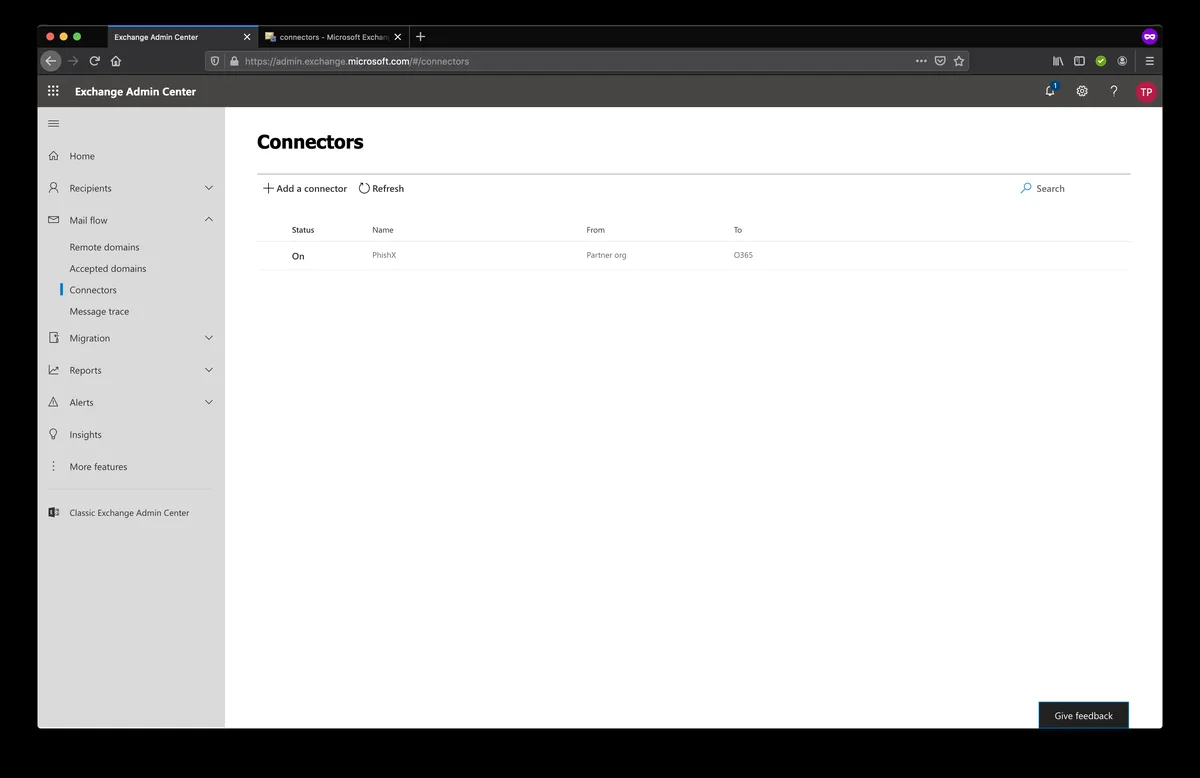 Exchange Admin Center
connectors - Microsoft Exchan
https://admin.exchange.microsoft.com/#/connectors
Exchange Admin Center
1
TP
Connectors
Home
Recipients
Mail flow
Remote domains
Accepted domains
Connectors
Message trace
Migration
Reports
Alerts
Insights
More features
Classic Exchange Admin Center
Add a connector Refresh Search
Status Name From To
On PhishX Partner org O365
Give feedback